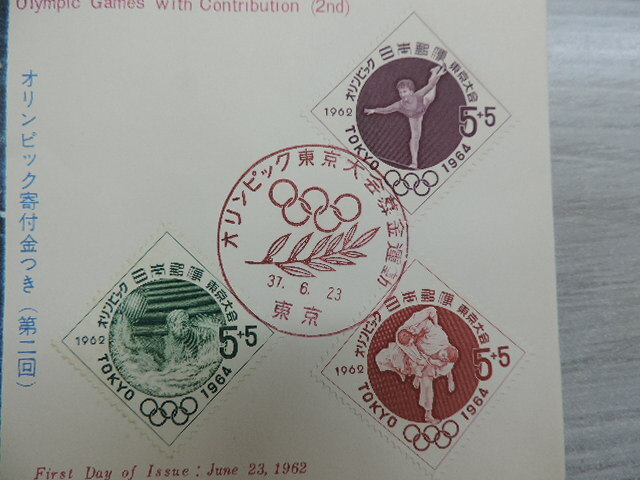 Olympic Games with Contribution (2nd)
オリンピック寄付金つき(第二回)
オリンピック 日本郵便 東京大会
1962
5+5
TOKYO 1964
オリンピック東京大会募金運動
37. 6. 23
東京
オリンピック 日本郵便 東京大会
1962
5+5
TOKYO 1964
オリンピック 日本郵便 東京大会
1962
5+5
TOKYO 1964
First Day of Issue : June 23, 1962